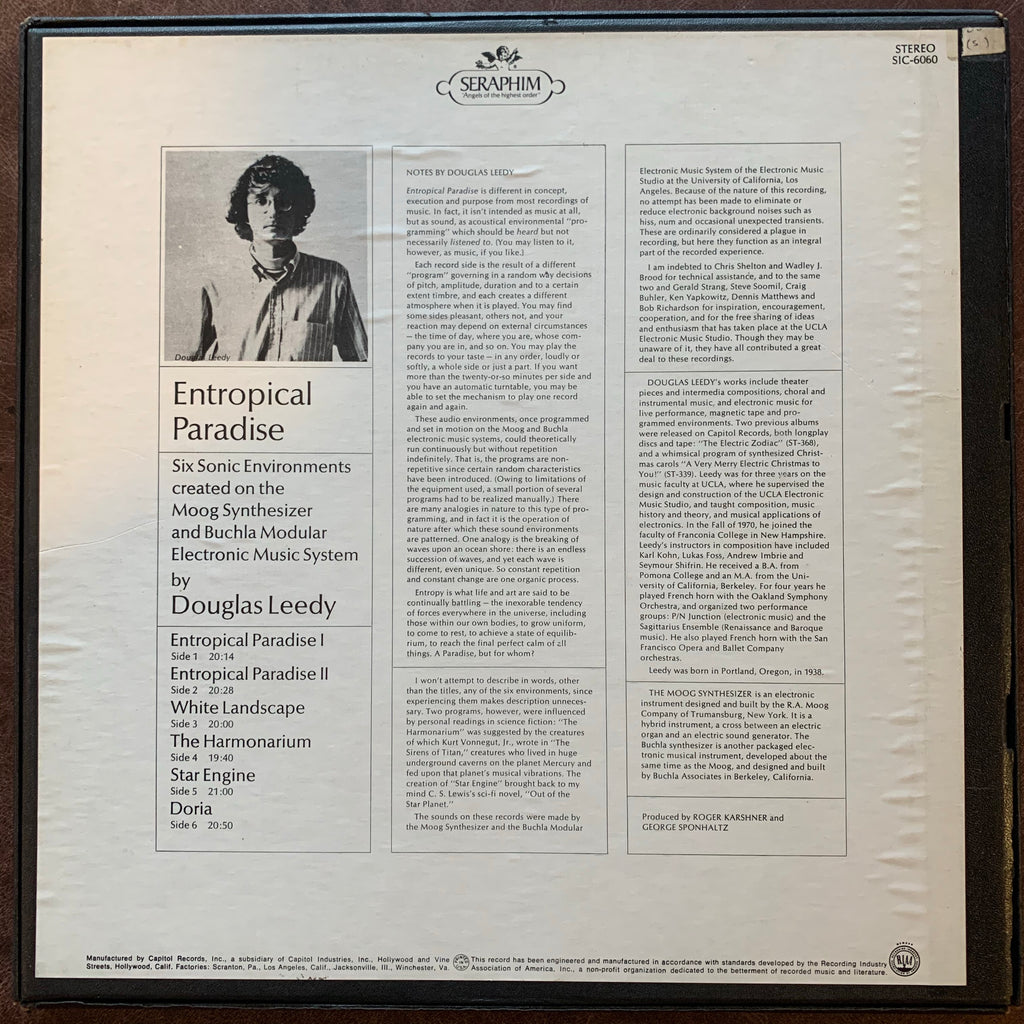 SERAPHIM
"Angels of the highest order"
STEREO
SIC-6060
(s)
Douglas Leedy
Entropical
Paradise
Six Sonic Environments
created on the
Moog Synthesizer
and Buchla Modular
Electronic Music System
by
Douglas Leedy
Entropical Paradise I
Side 1 20:14
Entropical Paradise II
Side 2 20:28
White Landscape
Side 3 20:00
The Harmonarium
Side 4 19:40
Star Engine
Side 5 21:00
Doria
Side 6 20:50
NOTES BY DOUGLAS LEEDY
Entropical Paradise is different in concept,
execution and purpose from most recordings of
music. In fact, it isn't intended as music at all,
but as sound, as acoustical environmental "pro-
gramming" which should be heard but not
necessarily listened to. (You may listen to it,
however, as music, if you like.)
Each record side is the result of a different
"program" governing in a random way decisions
of pitch, amplitude, duration and to a certain
extent timbre, and each creates a different
atmosphere when it is played. You may find
some sides pleasant, others not, and your
reaction may depend on external circumstances
— the time of day, where you are, whose com-
pany you are in, and so on. You may play the
records to your taste — in any order, loudly or
softly, a whole side or just a part. If you want
more than the twenty-or-so minutes per side and
you have an automatic turntable, you may be
able to set the mechanism to play one record
again and again.
These audio environments, once programmed
and set in motion on the Moog and Buchla
electronic music systems, could theoretically
run continuously but without repetition
indefinitely. That is, the programs are non-
repetitive since certain random characteristics
have been introduced. (Owing to limitations of
the equipment used, a small portion of several
programs had to be realized manually.) There
are many analogies in nature to this type of pro-
gramming, and in fact it is the operation of
nature after which these sound environments
are patterned. One analogy is the breaking of
waves upon an ocean shore: there is an endless
succession of waves, and yet each wave is
different, even unique. So constant repetition
and constant change are one organic process.
Entropy is what life and art are said to be
continually battling — the inexorable tendency
of forces everywhere in the universe, including
those within our own bodies, to grow uniform,
to come to rest, to achieve a state of equilib-
rium, to reach the final perfect calm of all
things. A Paradise, but for whom?
I won't attempt to describe in words, other
than the titles, any of the six environments, since
experiencing them makes description unneces-
sary. Two programs, however, were influenced
by personal readings in science fiction: "The
Harmonarium" was suggested by the creatures
of which Kurt Vonnegut, Jr., wrote in "The
Sirens of Titan," creatures who lived in huge
underground caverns on the planet Mercury and
fed upon that planet's musical vibrations. The
creation of "Star Engine" brought back to my
mind C. S. Lewis's sci-fi novel, "Out of the
Star Planet."
The sounds on these records were made by
the Moog Synthesizer and the Buchla Modular
Electronic Music System of the Electronic Music
Studio at the University of California, Los
Angeles. Because of the nature of this recording,
no attempt has been made to eliminate or
reduce electronic background noises such as
hiss, num and occasional unexpected transients.
These are ordinarily considered a plague in
recording, but here they function as an integral
part of the recorded experience.
I am indebted to Chris Shelton and Wadley J.
Brood for technical assistance, and to the same
two and Gerald Strang, Steve Soomil, Craig
Buhler, Ken Yapkowitz, Dennis Matthews and
Bob Richardson for inspiration, encouragement,
cooperation, and for the free sharing of ideas
and enthusiasm that has taken place at the UCLA
Electronic Music Studio. Though they may be
unaware of it, they have all contributed a great
deal to these recordings.
DOUGLAS LEEDY's works include theater
pieces and intermedia compositions, choral and
instrumental music, and electronic music for
live performance, magnetic tape and pro-
grammed environments. Two previous albums
were released on Capitol Records, both longplay
discs and tape: "The Electric Zodiac" (ST-368),
and a whimsical program of synthesized Christ-
mas carols "A Very Merry Electric Christmas to
You!" (ST-339). Leedy was for three years on the
music faculty at UCLA, where he supervised the
design and construction of the UCLA Electronic
Music Studio, and taught composition, music
history and theory, and musical applications of
electronics. In the Fall of 1970, he joined the
faculty of Franconia College in New Hampshire.
Leedy's instructors in composition have included
Karl Kohn, Lukas Foss, Andrew Imbrie and
Seymour Shifrin. He received a B.A. from
Pomona College and an M.A. from the Uni-
versity of California, Berkeley. For four years he
played French horn with the Oakland Symphony
Orchestra, and organized two performance
groups: P/N Junction (electronic music) and the
Sagittarius Ensemble (Renaissance and Baroque
music). He also played French horn with the San
Francisco Opera and Ballet Company
orchestras.
Leedy was born in Portland, Oregon, in 1938.
THE MOOG SYNTHESIZER is an electronic
instrument designed and built by the R.A. Moog
Company of Trumansburg, New York. It is a
hybrid instrument, a cross between an electric
organ and an electric sound generator. The
Buchla synthesizer is another packaged elec-
tronic musical instrument, developed about the
same time as the Moog, and designed and built
by Buchla Associates in Berkeley, California.
Produced by ROGER KARSHNER and
GEORGE SPONHALTZ
Manufactured by Capitol Records, Inc., a subsidiary of Capitol Industries, Inc., Hollywood and Vine
Streets, Hollywood, Calif. Factories: Scranton, Pa., Los Angeles, Calif., Jacksonville, Ill., Winchester, Va.
This record has been engineered and manufactured in accordance with standards developed by the Recording Industry
Association of America, Inc., a non-profit organization dedicated to the betterment of recorded music and literature.
RIAA